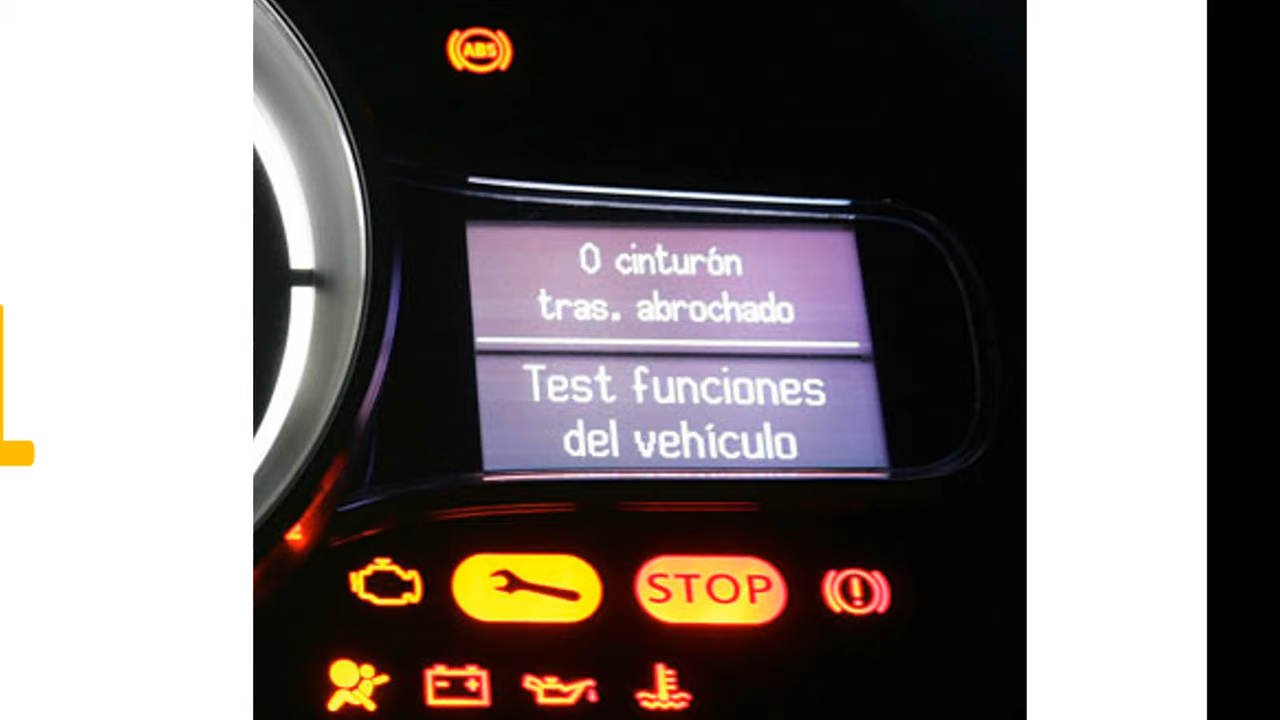 ABS
0 cinturón
tras. abrochado
Test funciones
del vehículo
STOP